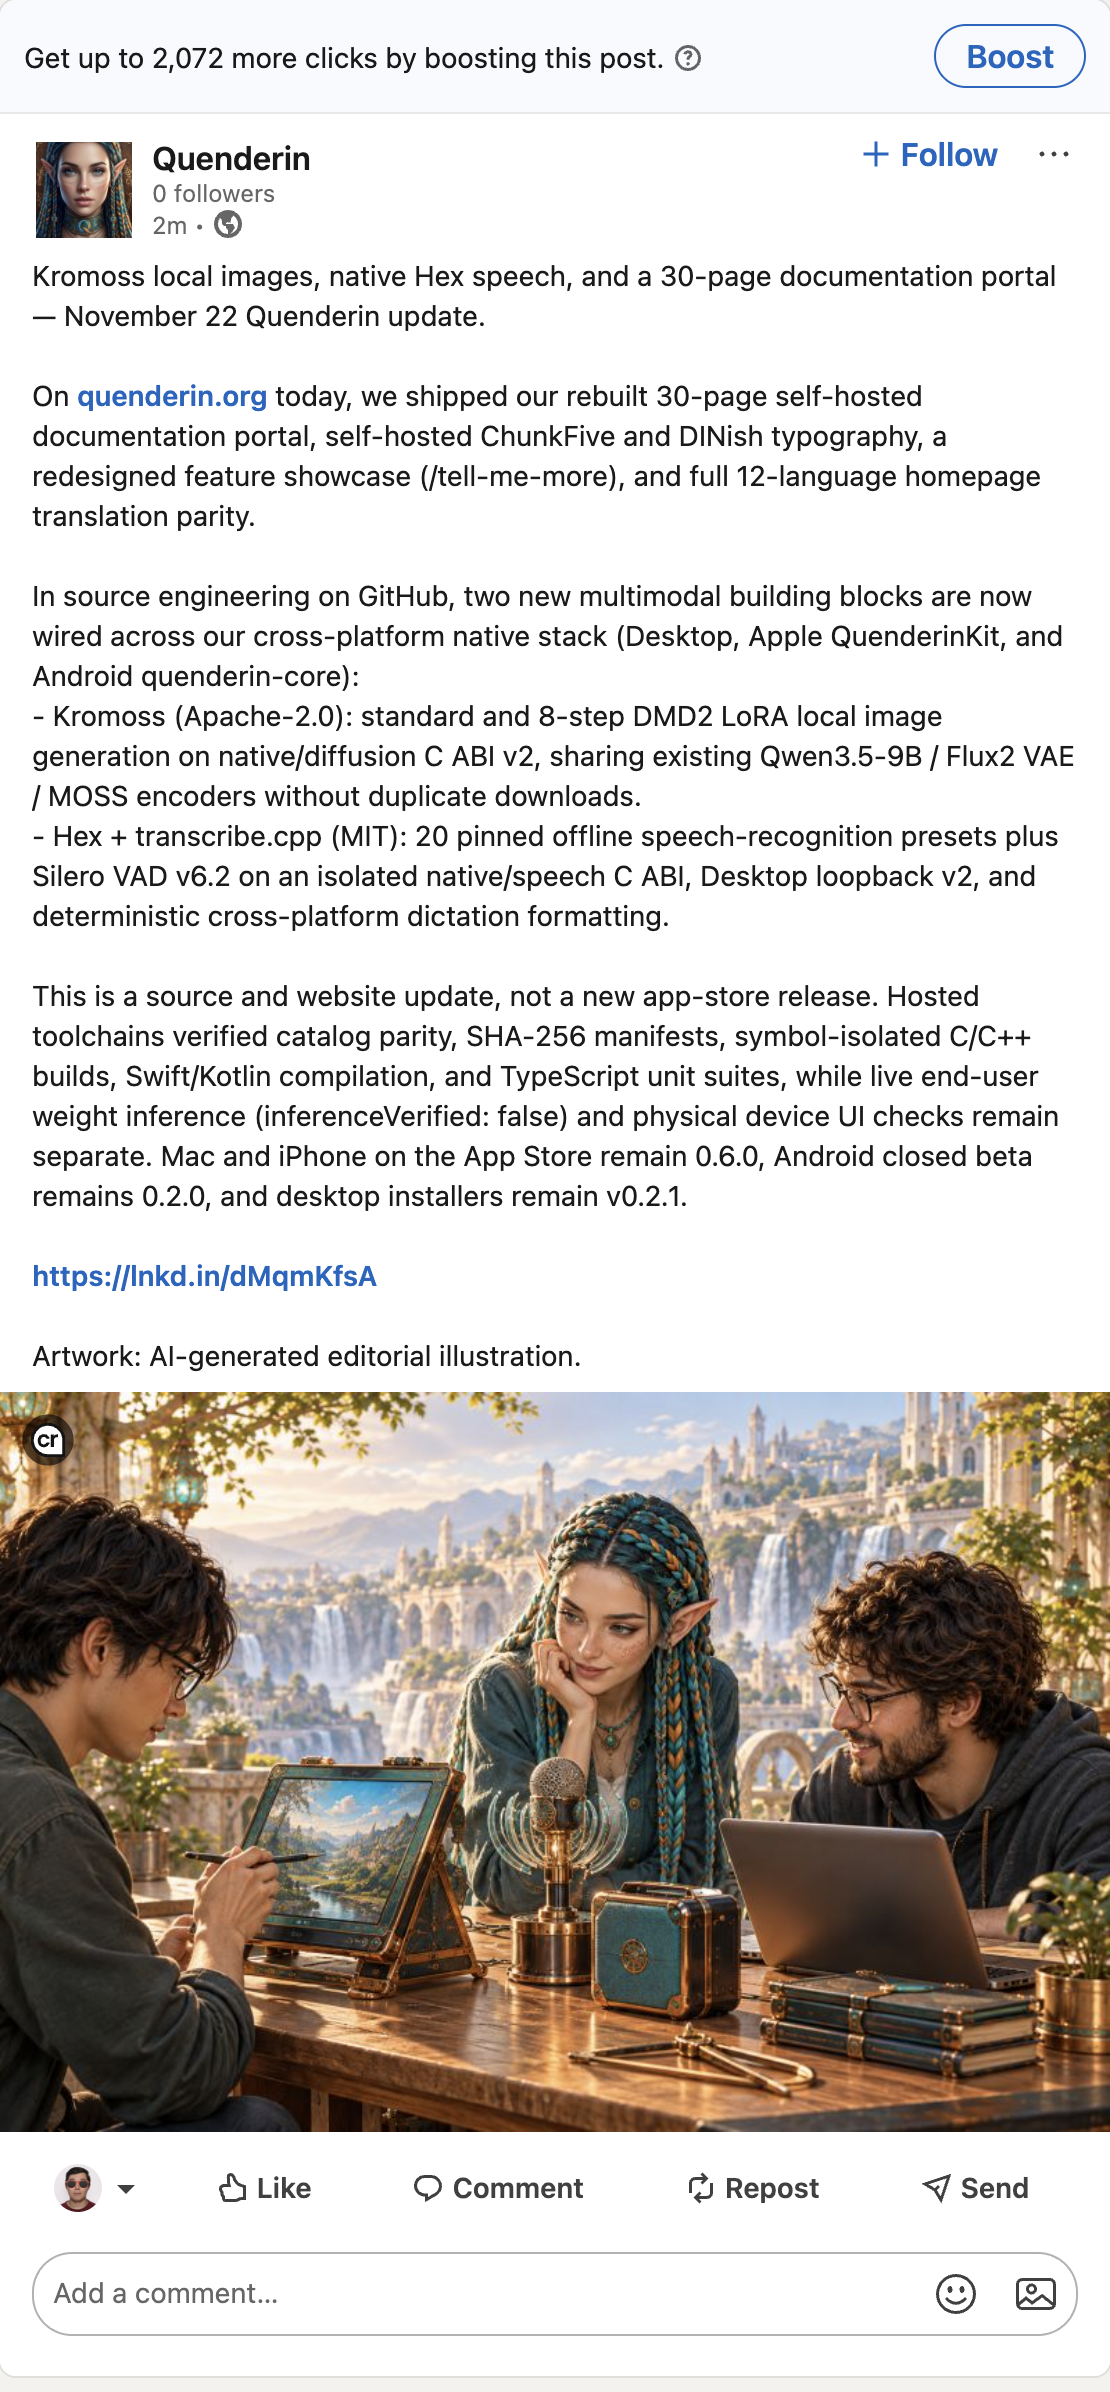 Get up to 2,072 more clicks by boosting this post.
Boost
Quenderin
0 followers
2m •
+ Follow
Kromoss local images, native Hex speech, and a 30-page documentation portal
— November 22 Quenderin update.
On quenderin.org today, we shipped our rebuilt 30-page self-hosted
documentation portal, self-hosted ChunkFive and DINish typography, a
redesigned feature showcase (/tell-me-more), and full 12-language homepage
translation parity.
In source engineering on GitHub, two new multimodal building blocks are now
wired across our cross-platform native stack (Desktop, Apple QuenderinKit, and
Android quenderin-core):
- Kromoss (Apache-2.0): standard and 8-step DMD2 LoRA local image
generation on native/diffusion C ABI v2, sharing existing Qwen3.5-9B / Flux2 VAE
/ MOSS encoders without duplicate downloads.
- Hex + transcribe.cpp (MIT): 20 pinned offline speech-recognition presets plus
Silero VAD v6.2 on an isolated native/speech C ABI, Desktop loopback v2, and
deterministic cross-platform dictation formatting.
This is a source and website update, not a new app-store release. Hosted
toolchains verified catalog parity, SHA-256 manifests, symbol-isolated C/C++
builds, Swift/Kotlin compilation, and TypeScript unit suites, while live end-user
weight inference (inferenceVerified: false) and physical device UI checks remain
separate. Mac and iPhone on the App Store remain 0.6.0, Android closed beta
remains 0.2.0, and desktop installers remain v0.2.1.
https://lnkd.in/dMqmKfsA
Artwork: AI-generated editorial illustration.
cr
Like
Comment
Repost
Send
Add a comment...